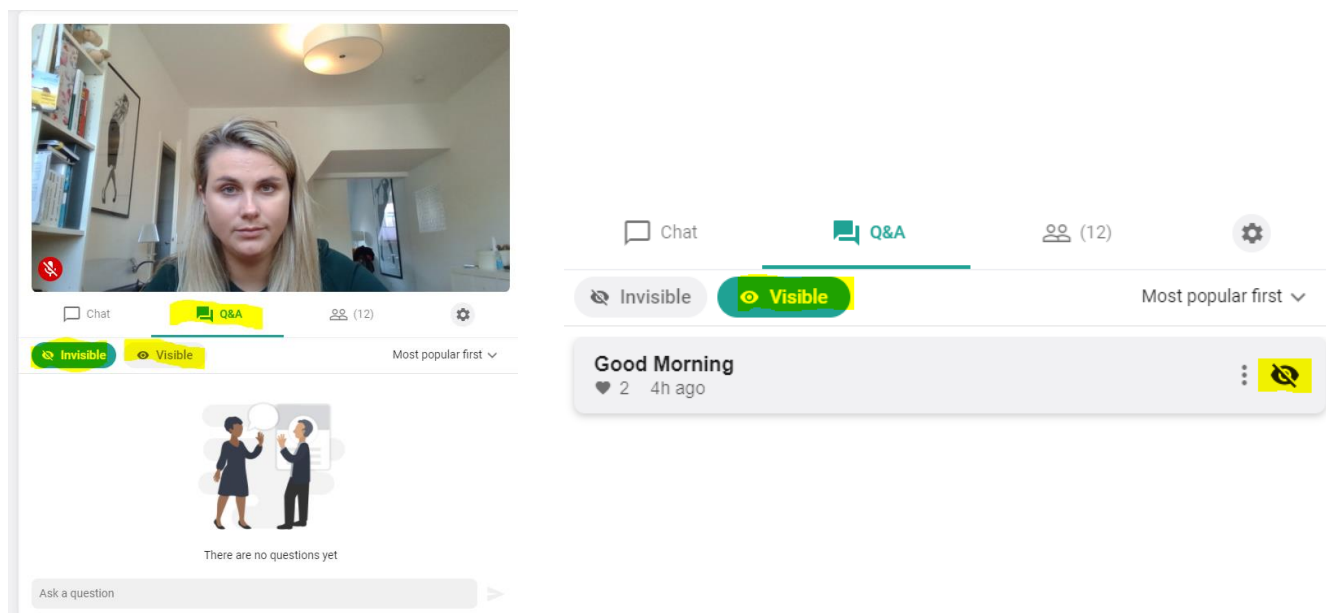 Chat
Q&A
(12)
Invisible
Visible
Most popular first
There are no questions yet
Ask a question
Chat
Q&A
(12)
Invisible
Visible
Most popular first
Good Morning
2 4h ago